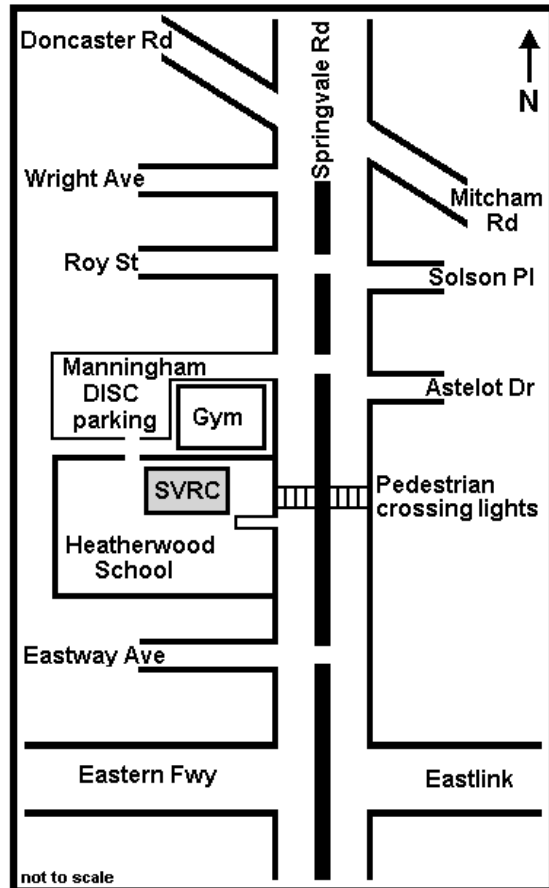 Doncaster Rd
Springvale Rd
N
Wright Ave
Mitcham
Rd
Roy St
Solson Pl
Manningham
DISC
parking
Gym
Astelot Dr
SVRC
Pedestrian
crossing lights
Heatherwood
School
Eastway Ave
Eastern Fwy
Eastlink
not to scale